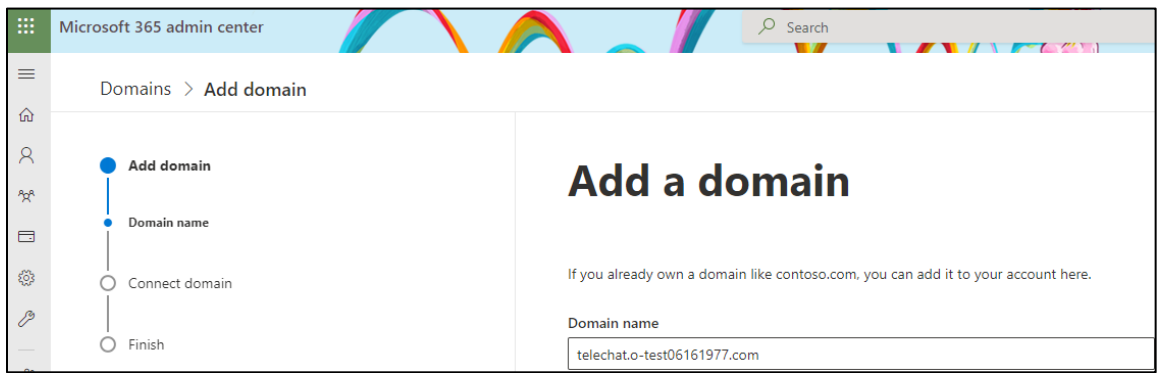 Microsoft 365 admin center
Search
Domains > Add domain
Add domain
Domain name
Connect domain
Finish
Add a domain
If you already own a domain like contoso.com, you can add it to your account here.
Domain name
telechat.o-test06161977.com